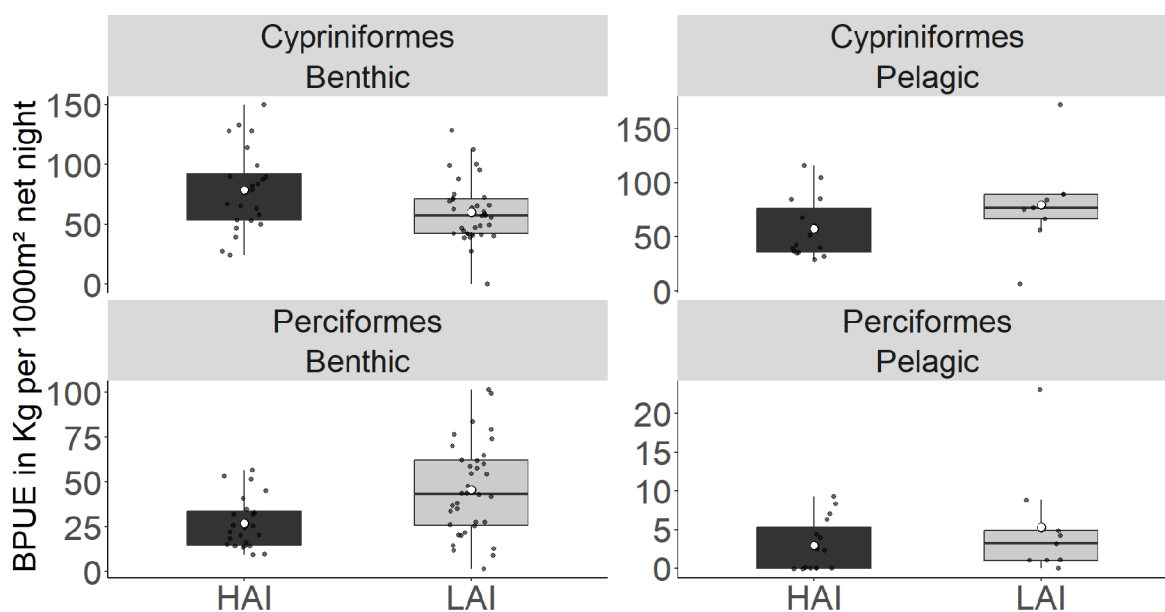 BPUE in Kg per 1000m² net night
Cypriniformes
Benthic
150
100
50
0
Cypriniformes
Pelagic
150
100
50
0
Perciformes
Benthic
100
75
50
25
0
Perciformes
Pelagic
20
15
10
5
0
HAI
LAI
HAI
LAI